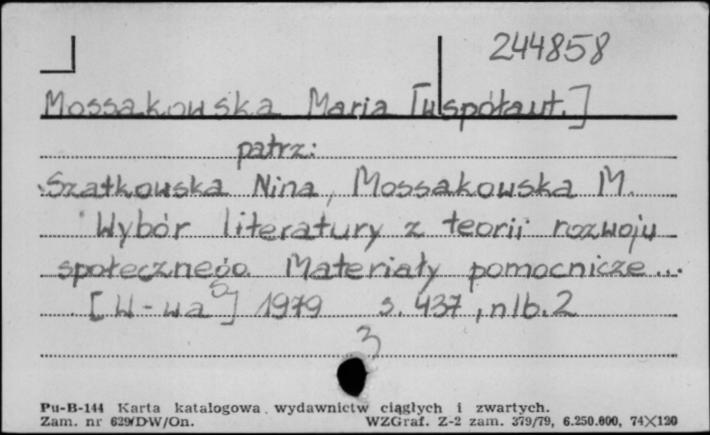 244858
Mossakowska Maria [współaut.]
patrz:
Szatkowska Nina, Mossakowska M.
Wybór literatury z teorii rozwoju
społecznego. Materiały pomocnicze...
[W-wa] 1979 s. 437, nlb. 2
3
Pu-B-144 Karta katalogowa wydawnictw ciągłych i zwartych.
Zam. nr 629/D-W/On. WZGraf. Z-2 zam. 379/79, 6.250.000, 74×120